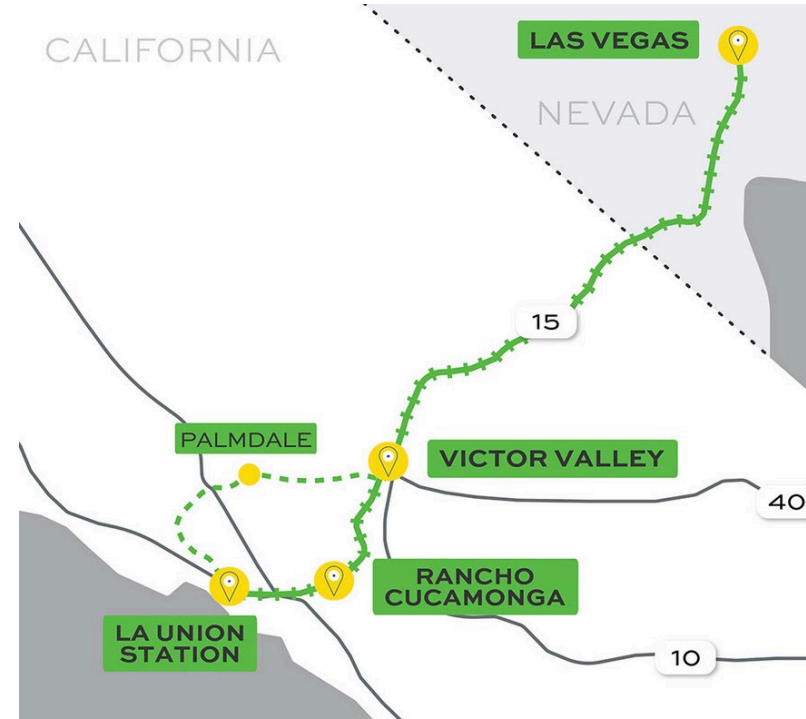 CALIFORNIA
LAS VEGAS
NEVADA
15
PALMDALE
VICTOR VALLEY
40
RANCHO
CUCAMONGA
LA UNION
STATION
10